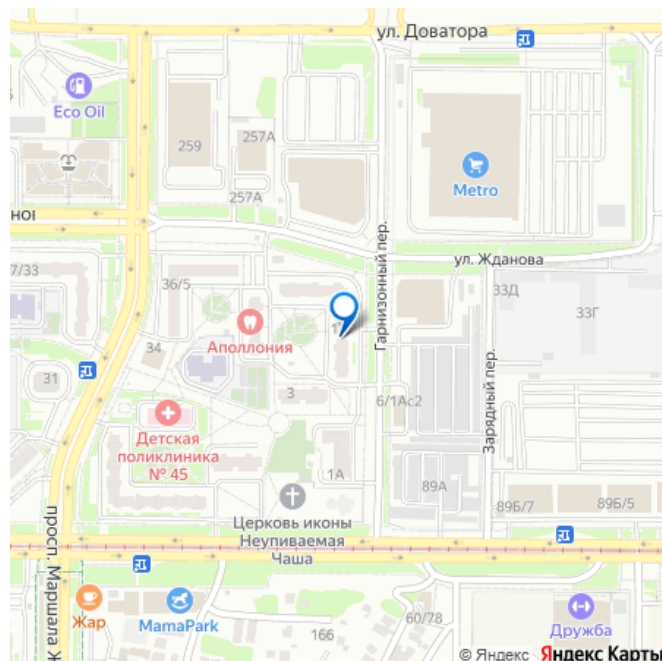 ул. Доватора
Eco Oil
259
257А
Metro
257А
ул. Жданова
7/33
36/5
33Д
33Г
Гарнизонный пер.
Аполлония
34
31
3
6/1Ас2
Зарядный пер.
Детская
поликлиника
№ 45
1А
89А
89Б/7
89Б/5
Церковь иконы
Неупиваемая
Чаша
просп. Маршала Ж
Жар
MamaPark
166
60/78
Дружба
© Яндекс Яндекс Карты